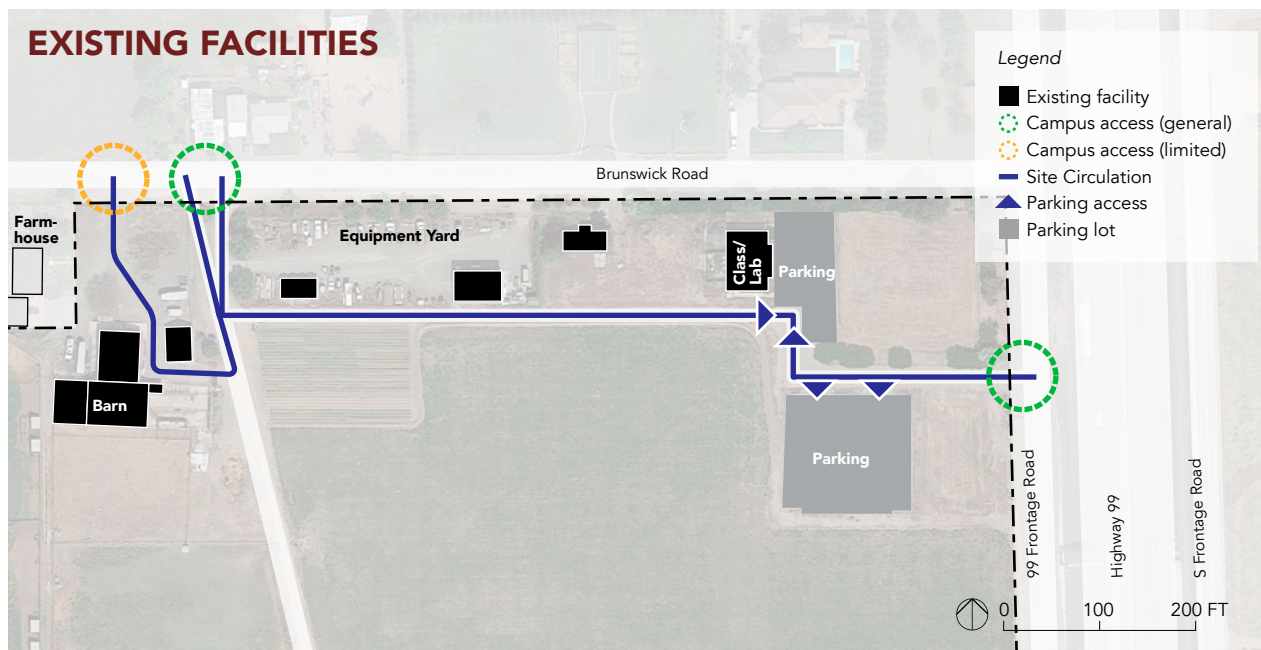 EXISTING FACILITIES
Legend
Existing facility
Campus access (general)
Campus access (limited)
Site Circulation
Parking access
Parking lot
Brunswick Road
Farm-
house
Equipment Yard
Class/
Lab
Parking
Barn
Parking
99 Frontage Road
Highway 99
S Frontage Road
0 100 200 FT